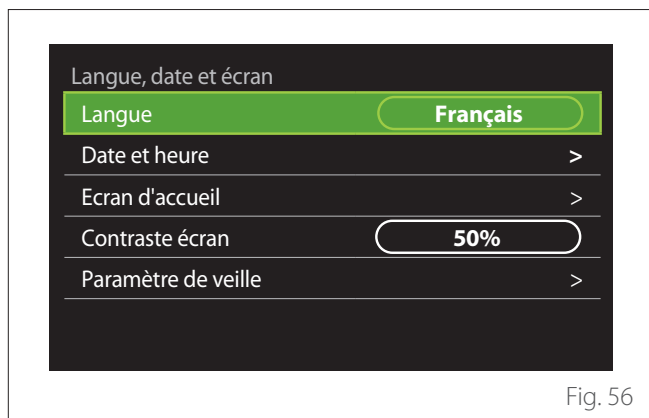 Langue, date et écran
Langue Français
Date et heure >
Ecran d'accueil >
Contraste écran 50%
Paramètre de veille >
Fig. 56